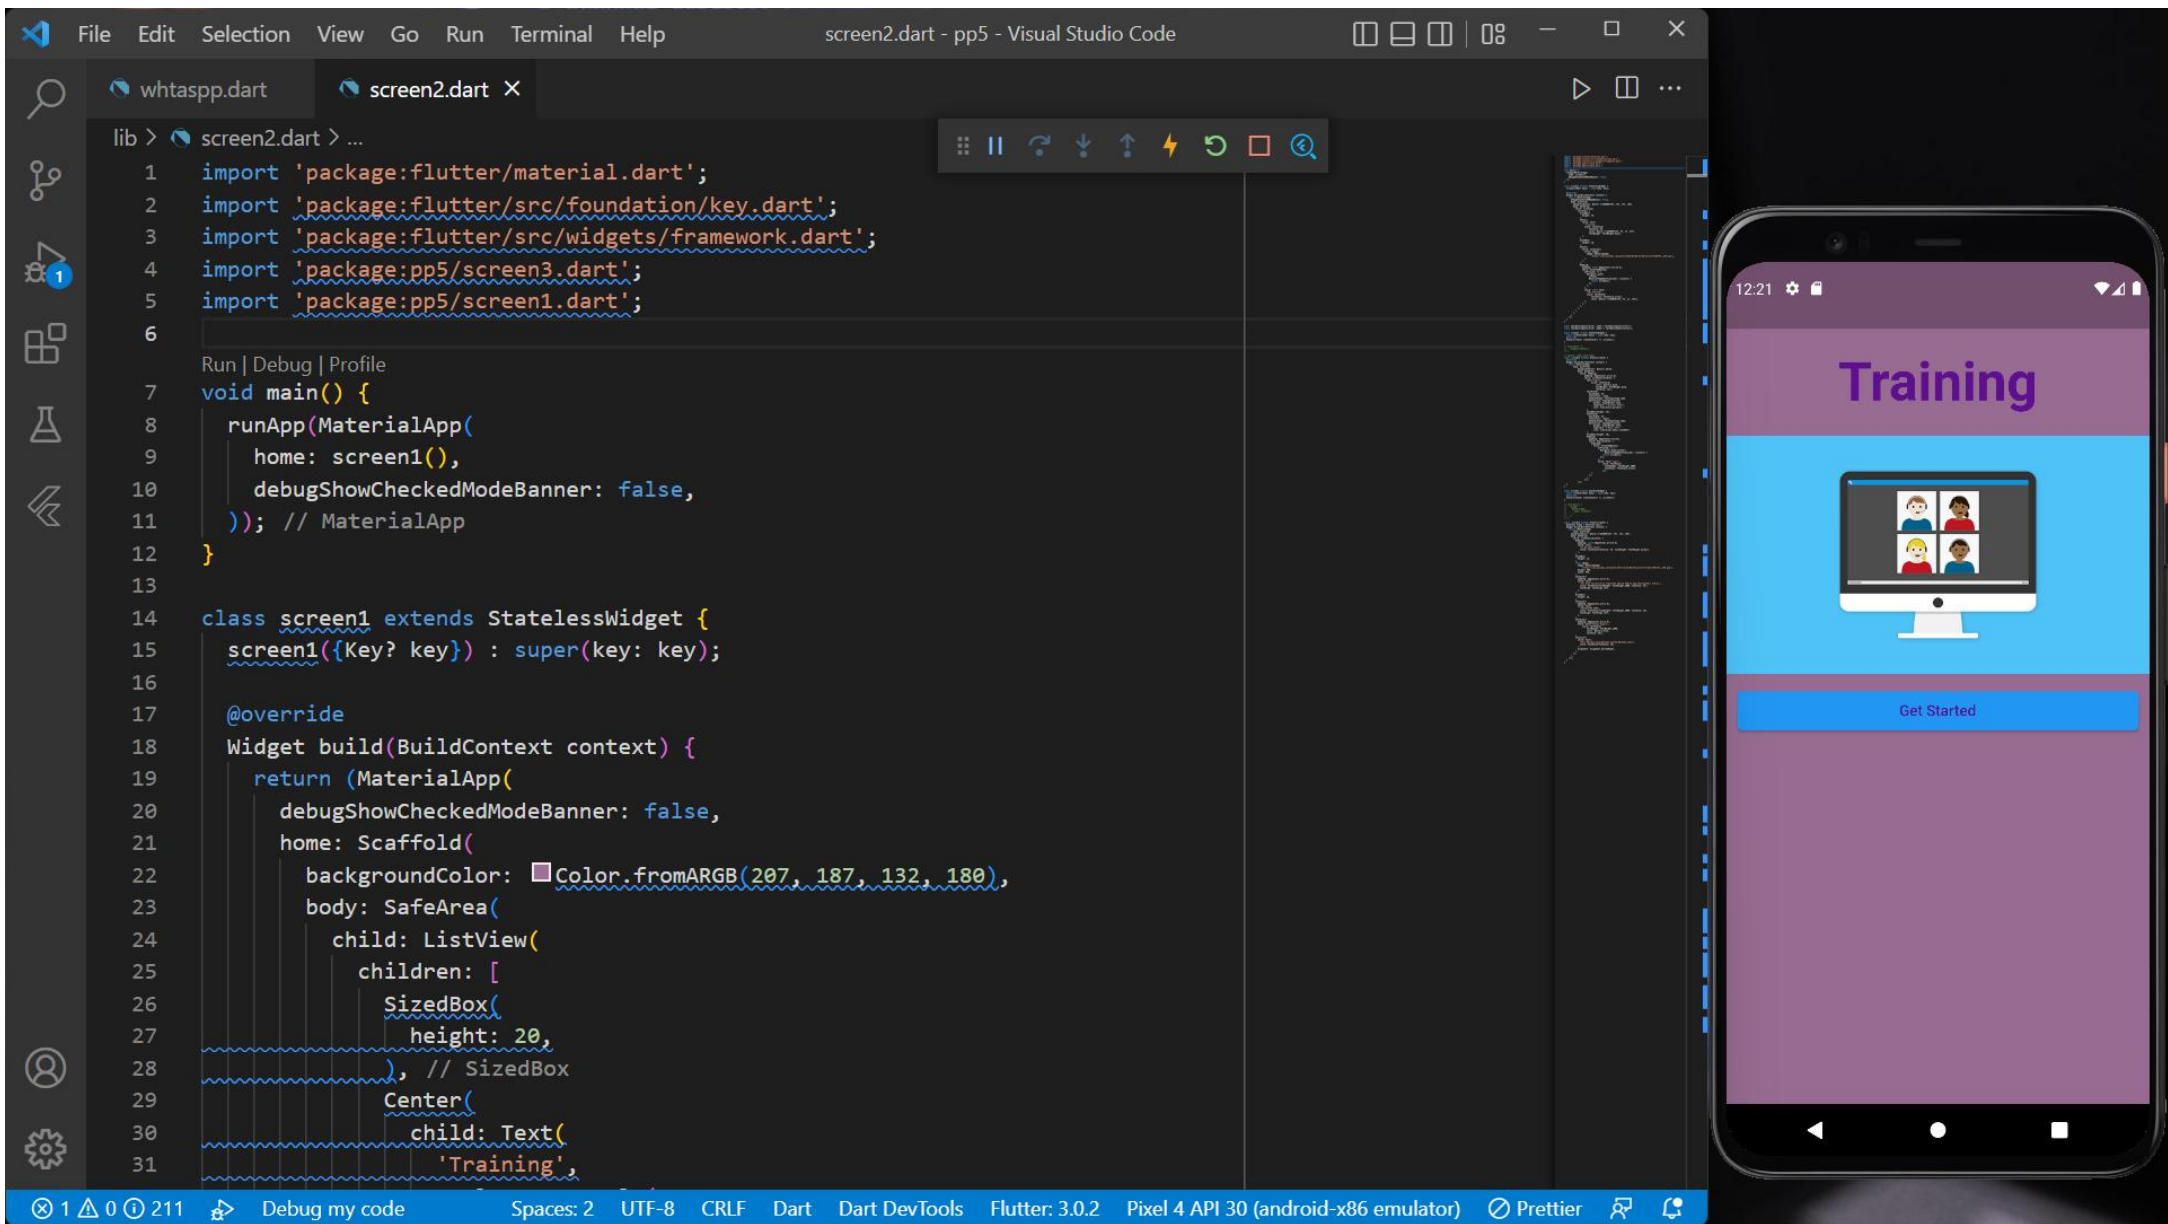 File Edit Selection View Go Run Terminal Help screen2.dart - pp5 - Visual Studio Code
whtaspp.dart screen2.dart
lib > screen2.dart > ...
1 import 'package:flutter/material.dart';
2 import 'package:flutter/src/foundation/key.dart';
3 import 'package:flutter/src/widgets/framework.dart';
4 import 'package:pp5/screen3.dart';
5 import 'package:pp5/screen1.dart';
6
Run | Debug | Profile
7 void main() {
8 runApp(MaterialApp(
9 home: screen1(),
10 debugShowCheckedModeBanner: false,
11 )); // MaterialApp
12 }
13
14 class screen1 extends StatelessWidget {
15 screen1({Key? key}) : super(key: key);
16
17 @override
18 Widget build(BuildContext context) {
19 return (MaterialApp(
20 debugShowCheckedModeBanner: false,
21 home: Scaffold(
22 backgroundColor: Color.fromARGB(207, 187, 132, 180),
23 body: SafeArea(
24 child: ListView(
25 children: [
26 SizedBox(
27 height: 20,
28 ), // SizedBox
29 Center(
30 child: Text(
31 'Training',
1
1 0 211 Debug my code Spaces: 2 UTF-8 CRLF Dart Dart DevTools Flutter: 3.0.2 Pixel 4 API 30 (android-x86 emulator) Prettier
12:21
Training
Get Started